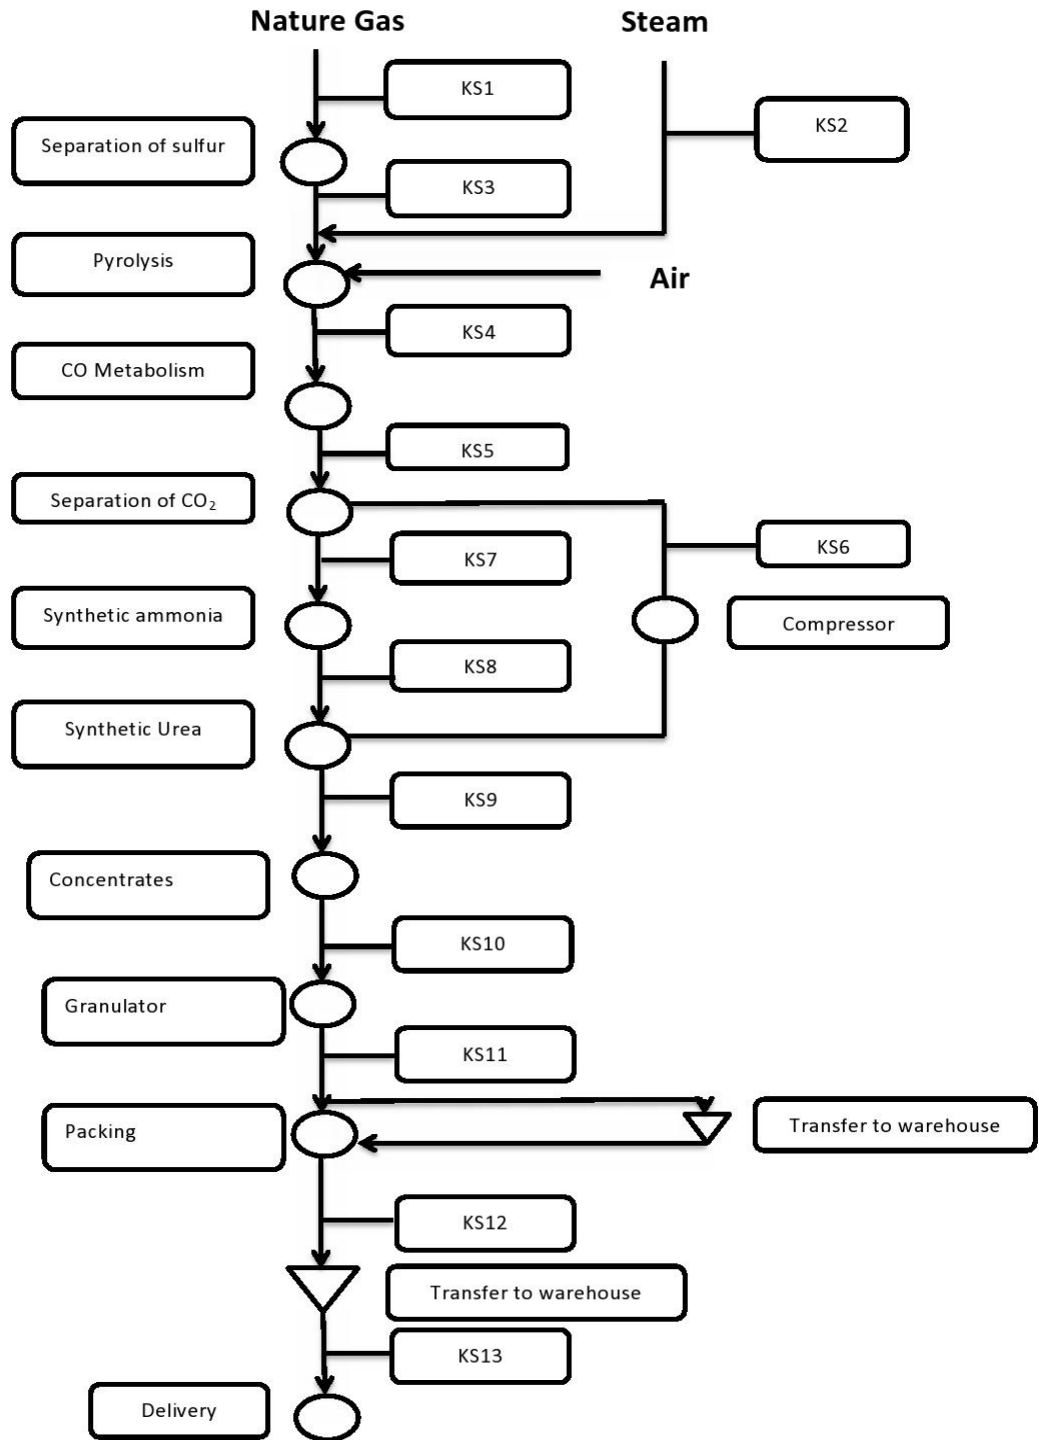 Nature Gas
Steam
KS1
KS2
Separation of sulfur
KS3
Pyrolysis
Air
KS4
CO Metabolism
KS5
Separation of CO₂
KS6
KS7
Synthetic ammonia
Compressor
KS8
Synthetic Urea
KS9
Concentrates
KS10
Granulator
KS11
Packing
Transfer to warehouse
KS12
Transfer to warehouse
KS13
Delivery